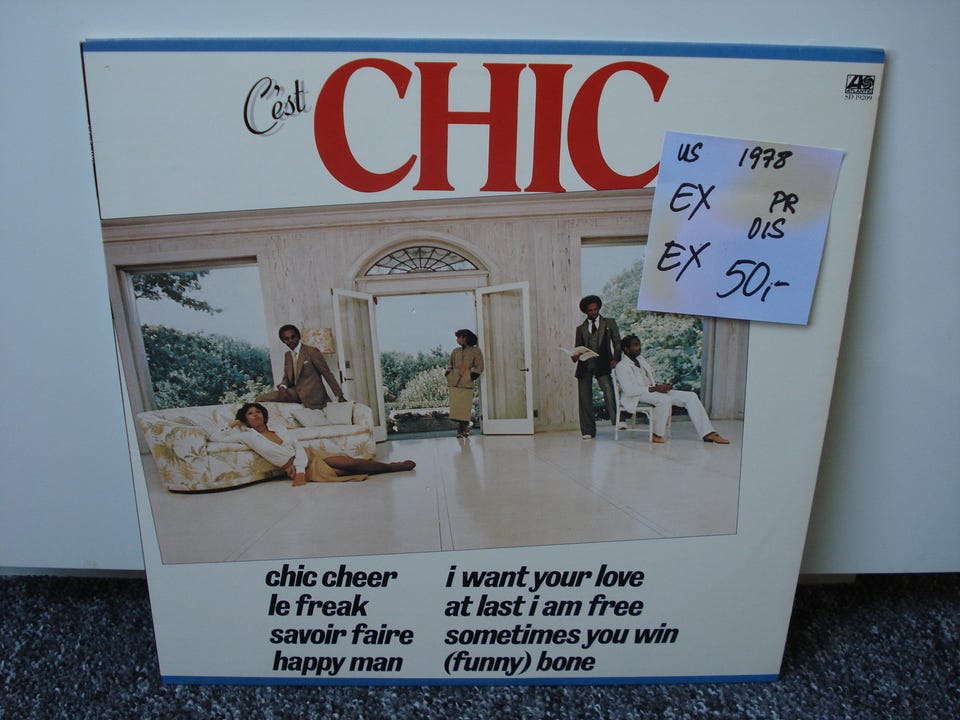 C'est CHIC
ATLANTIC
SD 19209
US 1978
EX PR
DIS
EX 50,-
chic cheer
le freak
savoir faire
happy man
i want your love
at last i am free
sometimes you win
(funny) bone